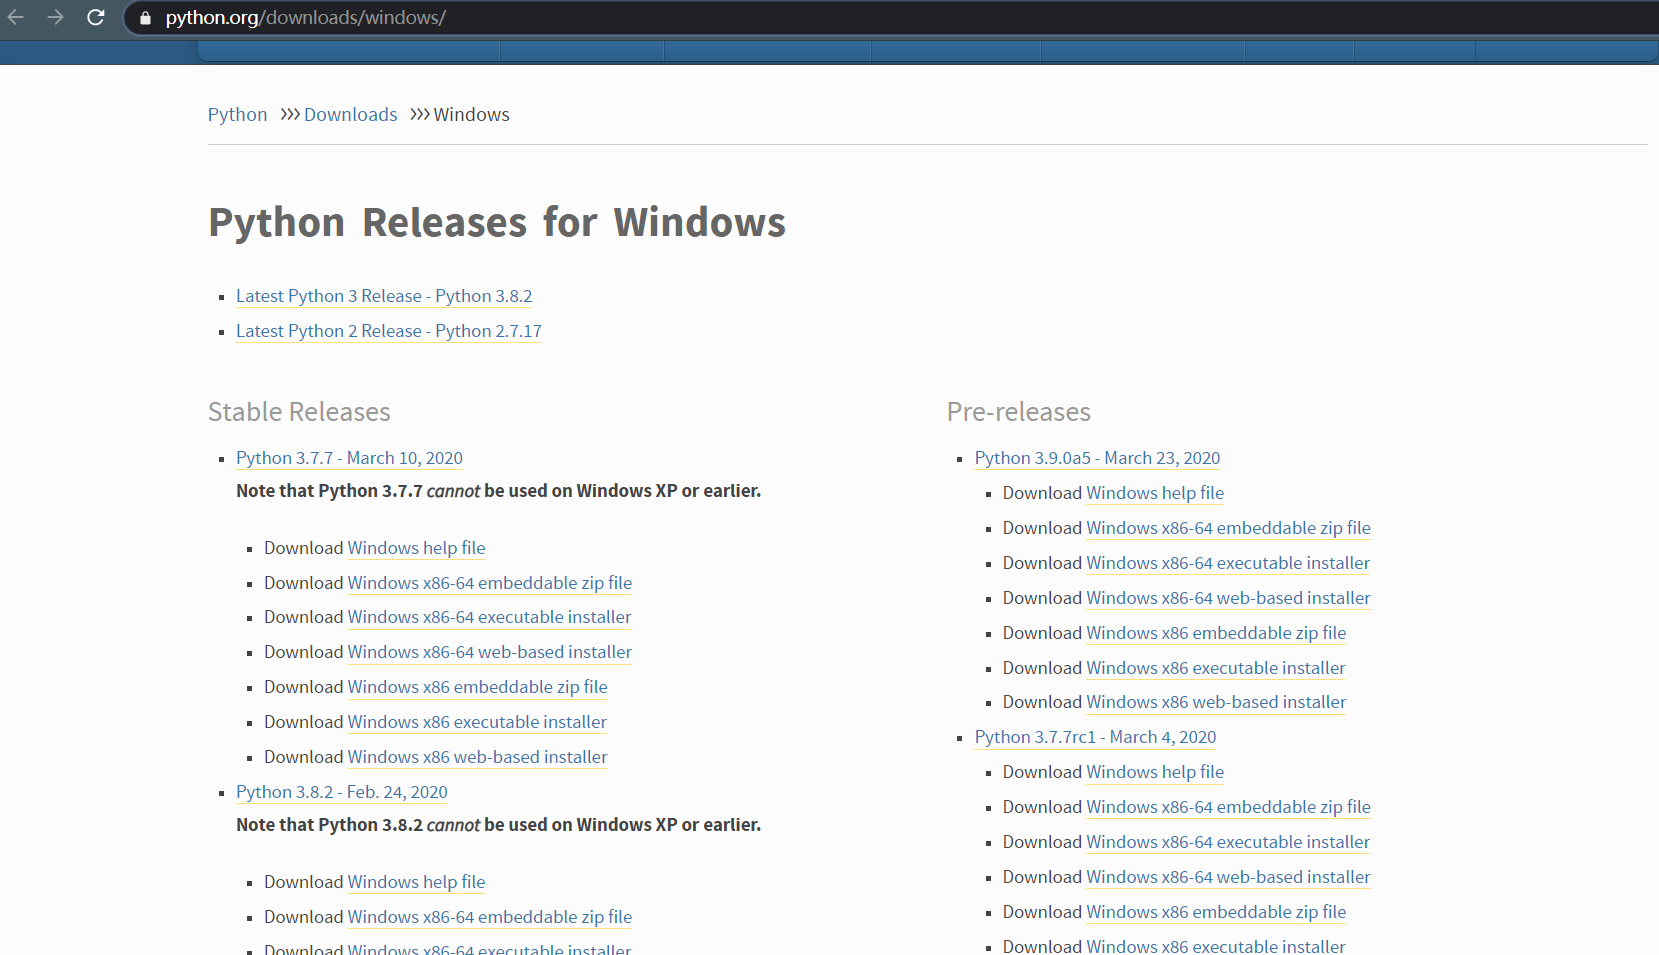 python.org/downloads/windows/
Python >>> Downloads >>> Windows
Python Releases for Windows
Latest Python 3 Release - Python 3.8.2
Latest Python 2 Release - Python 2.7.17
Stable Releases
Python 3.7.7 - March 10, 2020
Note that Python 3.7.7 cannot be used on Windows XP or earlier.
Download Windows help file
Download Windows x86-64 embeddable zip file
Download Windows x86-64 executable installer
Download Windows x86-64 web-based installer
Download Windows x86 embeddable zip file
Download Windows x86 executable installer
Download Windows x86 web-based installer
Python 3.8.2 - Feb. 24, 2020
Note that Python 3.8.2 cannot be used on Windows XP or earlier.
Download Windows help file
Download Windows x86-64 embeddable zip file
Download Windows x86-64 executable installer
Pre-releases
Python 3.9.0a5 - March 23, 2020
Download Windows help file
Download Windows x86-64 embeddable zip file
Download Windows x86-64 executable installer
Download Windows x86-64 web-based installer
Download Windows x86 embeddable zip file
Download Windows x86 executable installer
Download Windows x86 web-based installer
Python 3.7.7rc1 - March 4, 2020
Download Windows help file
Download Windows x86-64 embeddable zip file
Download Windows x86-64 executable installer
Download Windows x86-64 web-based installer
Download Windows x86 embeddable zip file
Download Windows x86 executable installer